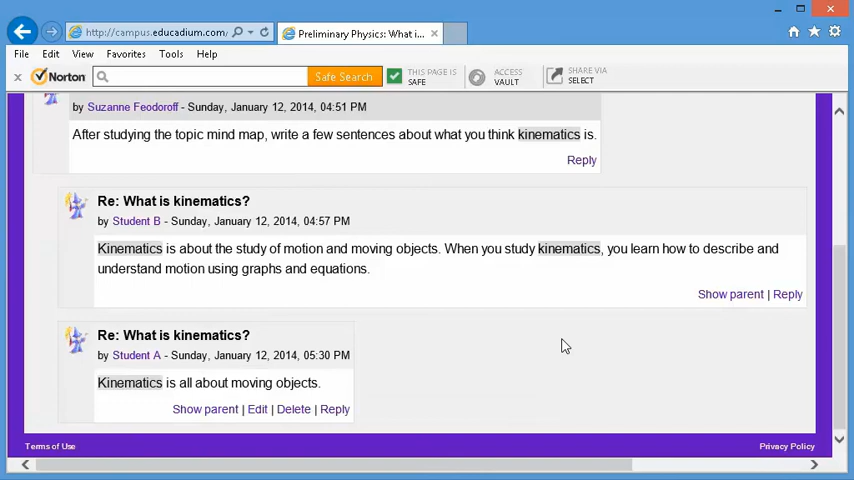 http://campus.educadium.com/
Preliminary Physics: What i...
File Edit View Favorites Tools Help
Norton Safe Search THIS PAGE IS SAFE ACCESS VAULT SHARE VIA SELECT
by Suzanne Feodoroff - Sunday, January 12, 2014, 04:51 PM
After studying the topic mind map, write a few sentences about what you think kinematics is.
Reply
Re: What is kinematics?
by Student B - Sunday, January 12, 2014, 04:57 PM
Kinematics is about the study of motion and moving objects. When you study kinematics, you learn how to describe and
understand motion using graphs and equations.
Show parent | Reply
Re: What is kinematics?
by Student A - Sunday, January 12, 2014, 05:30 PM
Kinematics is all about moving objects.
Show parent | Edit | Delete | Reply
Terms of Use
Privacy Policy